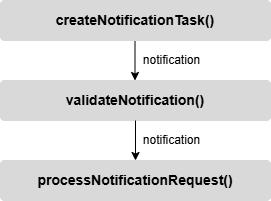 createNotificationTask()
notification
validateNotification()
notification
processNotificationRequest()